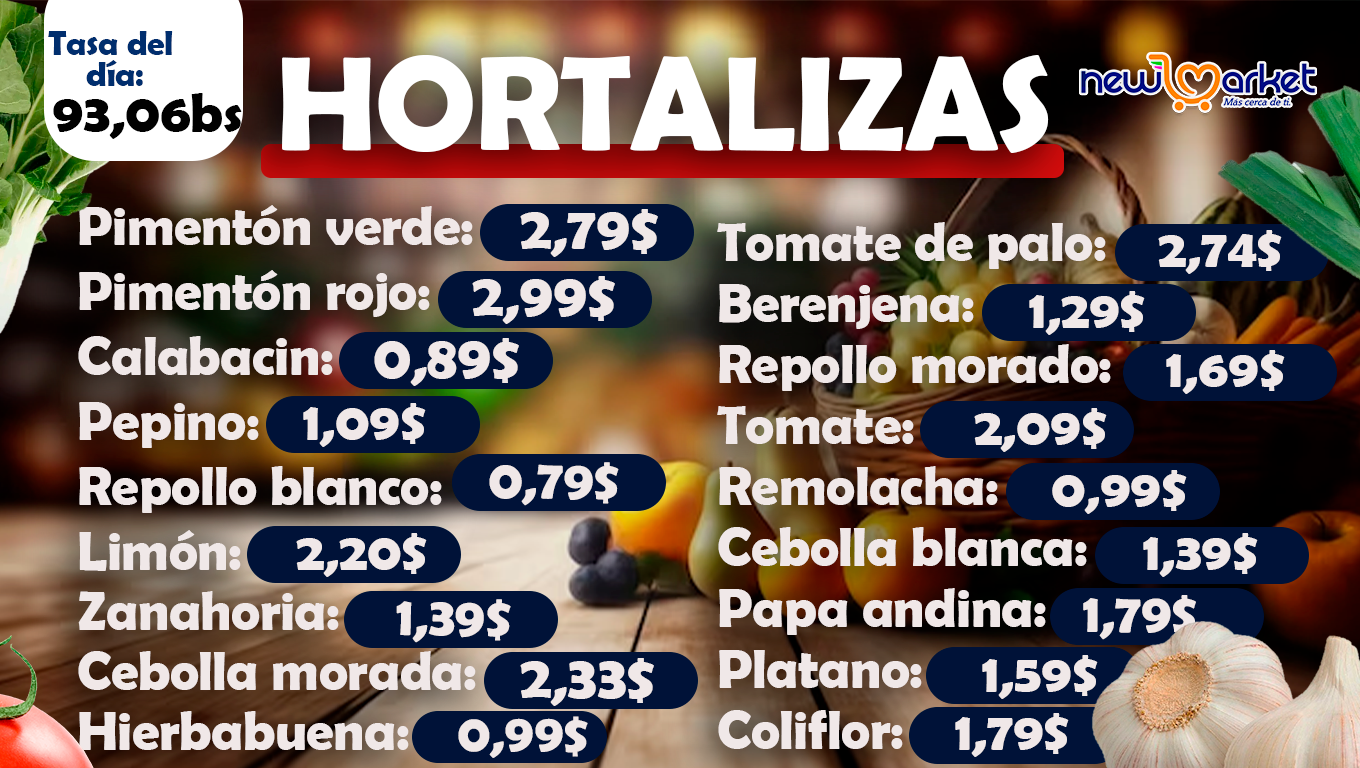 Tasa del
día:
93,06bs
HORTALIZAS
new market
Más cerca de ti.
Pimentón verde: 2,79$
Pimentón rojo: 2,99$
Calabacin: 0,89$
Pepino: 1,09$
Repollo blanco: 0,79$
Limón: 2,20$
Zanahoria: 1,39$
Cebolla morada: 2,33$
Hierbabuena: 0,99$
Tomate de palo: 2,74$
Berenjena: 1,29$
Repollo morado: 1,69$
Tomate: 2,09$
Remolacha: 0,99$
Cebolla blanca: 1,39$
Papa andina: 1,79$
Platano: 1,59$
Coliflor: 1,79$